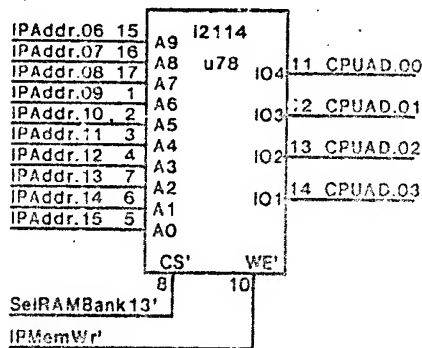 i2114
u78
IPAddr.06 15 A9
IPAddr.07 16 A8
IPAddr.08 17 A7
IPAddr.09 1 A6
IPAddr.10 2 A5
IPAddr.11 3 A4
IPAddr.12 4 A3
IPAddr.13 7 A2
IPAddr.14 6 A1
IPAddr.15 5 A0
IO4 11 CPUAD.00
IO3 12 CPUAD.01
IO2 13 CPUAD.02
IO1 14 CPUAD.03
CS' WE'
8 10
SelRAMBank13'
IPMemWr'